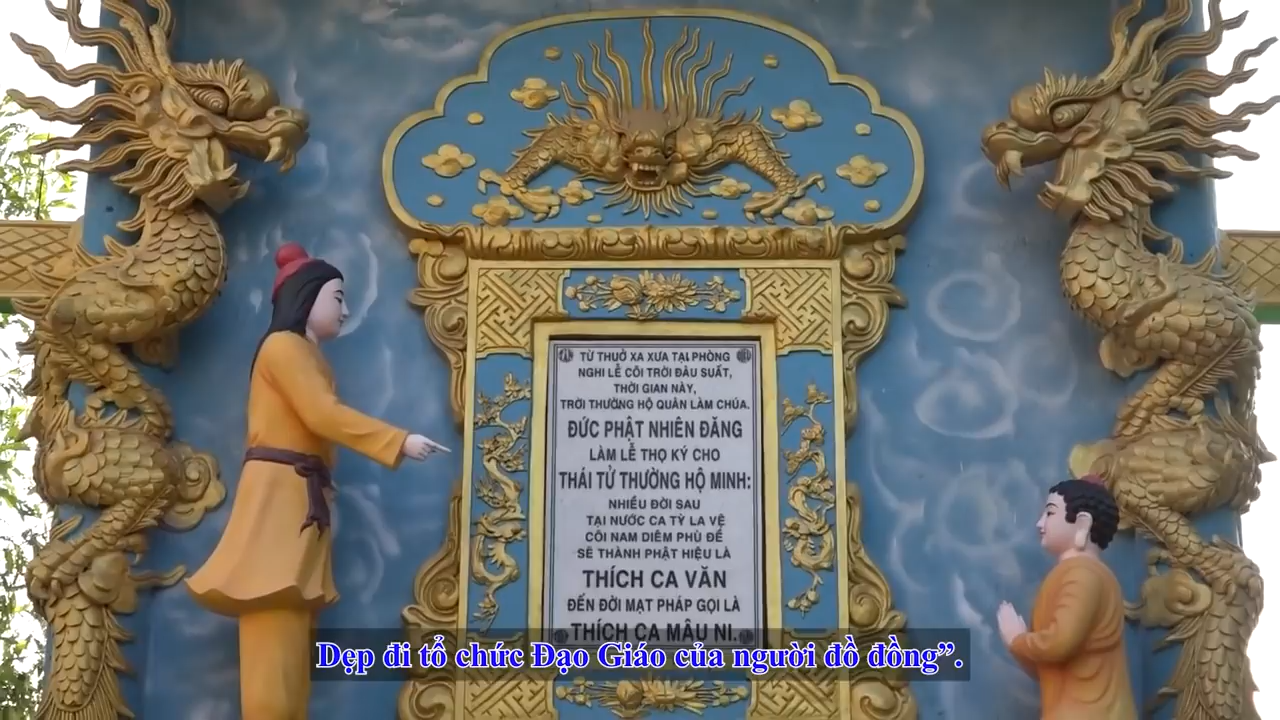 TỪ THUỞ XA XƯA TẠI PHÒNG
NGHI LỄ CÕI TRỜI ĐÂU SUẤT,
THỜI GIAN NÀY,
TRỜI THƯỜNG HỘ QUÂN LÀM CHÚA.
ĐỨC PHẬT NHIÊN ĐĂNG
LÀM LỄ THỌ KÝ CHO
THÁI TỬ THƯỜNG HỘ MINH:
NHIỀU ĐỜI SAU
TẠI NƯỚC CA TỲ LA VỆ
CÕI NAM DIÊM PHÙ ĐỀ
SẼ THÀNH PHẬT HIỆU LÀ
THÍCH CA VĂN
ĐẾN ĐỜI MẠT PHÁP GỌI LÀ
THÍCH CA MÂU NI.
Dẹp đi tổ chức Đạo Giáo của người đồ đồng”.